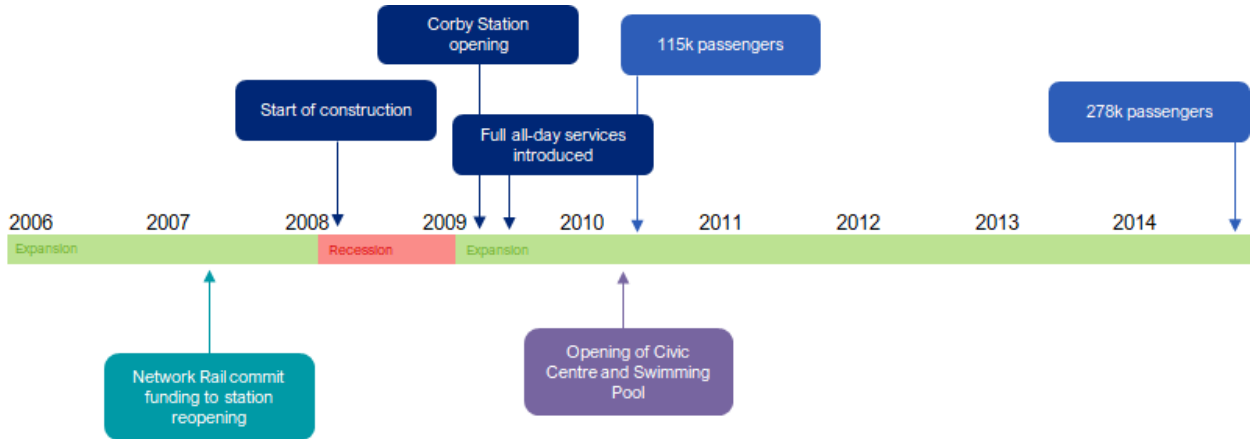 Corby Station
opening
115k passengers
Start of construction
278k passengers
Full all-day services
introduced
2006 2007 2008 2009 2010 2011 2012 2013 2014
Expansion Recession Expansion
Network Rail commit
funding to station
reopening
Opening of Civic
Centre and Swimming
Pool